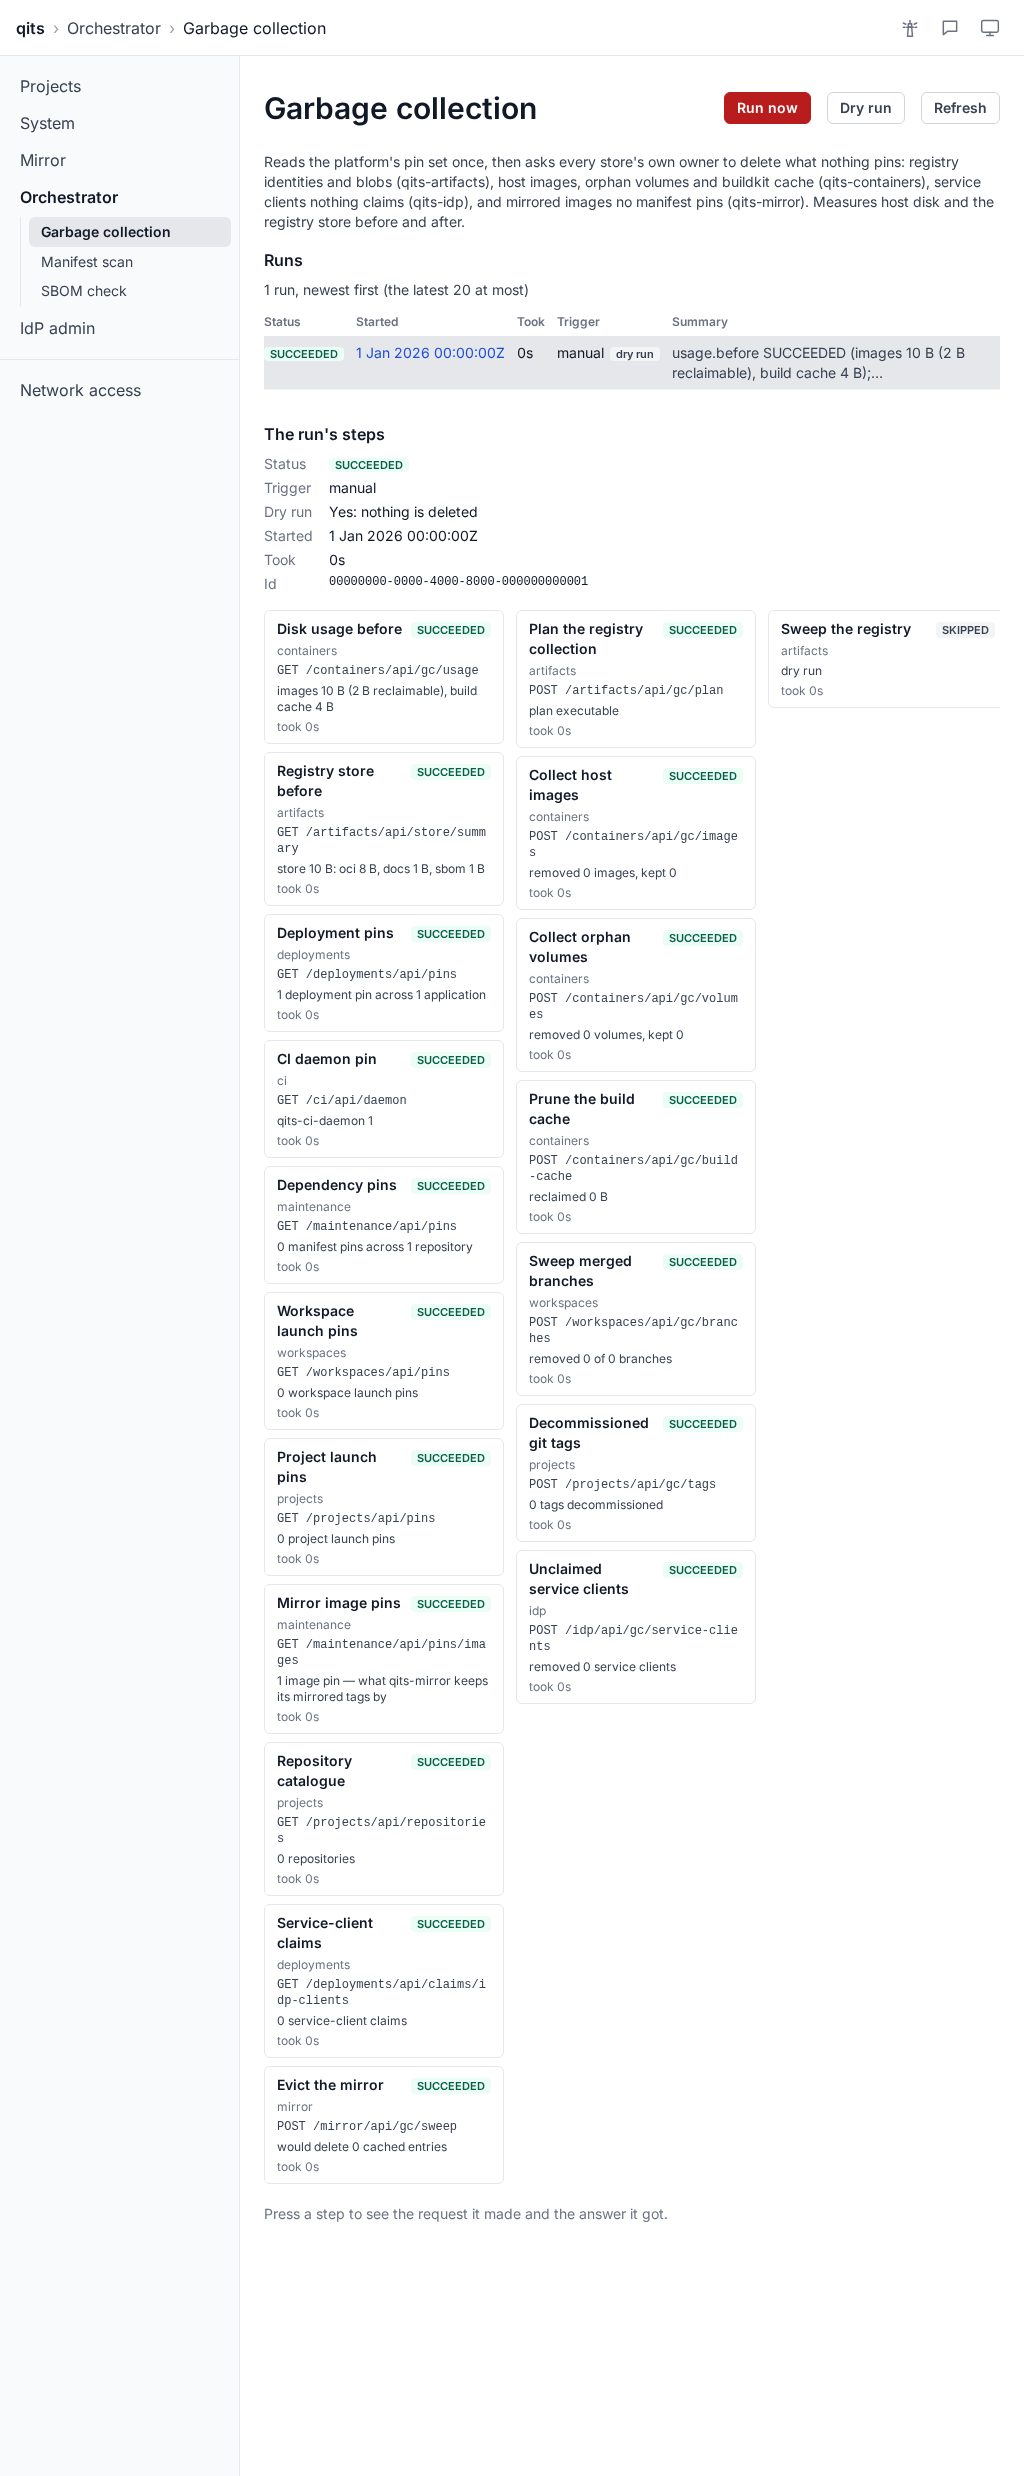 qits › Orchestrator › Garbage collection
Projects
System
Mirror
Orchestrator
Garbage collection
Manifest scan
SBOM check
IdP admin
Network access
Garbage collection
Run now
Dry run
Refresh
Reads the platform's pin set once, then asks every store's own owner to delete what nothing pins: registry
identities and blobs (qits-artifacts), host images, orphan volumes and buildkit cache (qits-containers), service
clients nothing claims (qits-idp), and mirrored images no manifest pins (qits-mirror). Measures host disk and the
registry store before and after.
Runs
1 run, newest first (the latest 20 at most)
Status Started Took Trigger Summary
SUCCEEDED 1 Jan 2026 00:00:00Z 0s manual dry run usage.before SUCCEEDED (images 10 B (2 B
reclaimable), build cache 4 B);...
The run's steps
Status SUCCEEDED
Trigger manual
Dry run Yes: nothing is deleted
Started 1 Jan 2026 00:00:00Z
Took 0s
Id 00000000-0000-4000-8000-000000000001
Disk usage before SUCCEEDED
containers
GET /containers/api/gc/usage
images 10 B (2 B reclaimable), build
cache 4 B
took 0s
Registry store SUCCEEDED
before
artifacts
GET /artifacts/api/store/summ
ary
store 10 B: oci 8 B, docs 1 B, sbom 1 B
took 0s
Deployment pins SUCCEEDED
deployments
GET /deployments/api/pins
1 deployment pin across 1 application
took 0s
CI daemon pin SUCCEEDED
ci
GET /ci/api/daemon
qits-ci-daemon 1
took 0s
Dependency pins SUCCEEDED
maintenance
GET /maintenance/api/pins
0 manifest pins across 1 repository
took 0s
Workspace SUCCEEDED
launch pins
workspaces
GET /workspaces/api/pins
0 workspace launch pins
took 0s
Project launch SUCCEEDED
pins
projects
GET /projects/api/pins
0 project launch pins
took 0s
Mirror image pins SUCCEEDED
maintenance
GET /maintenance/api/pins/ima
ges
1 image pin — what qits-mirror keeps
its mirrored tags by
took 0s
Repository SUCCEEDED
catalogue
projects
GET /projects/api/repositorie
s
0 repositories
took 0s
Service-client SUCCEEDED
claims
deployments
GET /deployments/api/claims/i
dp-clients
0 service-client claims
took 0s
Evict the mirror SUCCEEDED
mirror
POST /mirror/api/gc/sweep
would delete 0 cached entries
took 0s
Plan the registry SUCCEEDED
collection
artifacts
POST /artifacts/api/gc/plan
plan executable
took 0s
Collect host SUCCEEDED
images
containers
POST /containers/api/gc/image
s
removed 0 images, kept 0
took 0s
Collect orphan SUCCEEDED
volumes
containers
POST /containers/api/gc/volum
es
removed 0 volumes, kept 0
took 0s
Prune the build SUCCEEDED
cache
containers
POST /containers/api/gc/build
-cache
reclaimed 0 B
took 0s
Sweep merged SUCCEEDED
branches
workspaces
POST /workspaces/api/gc/branc
hes
removed 0 of 0 branches
took 0s
Decommissioned SUCCEEDED
git tags
projects
POST /projects/api/gc/tags
0 tags decommissioned
took 0s
Unclaimed SUCCEEDED
service clients
idp
POST /idp/api/gc/service-clie
nts
removed 0 service clients
took 0s
Sweep the registry SKIPPED
artifacts
dry run
took 0s
Press a step to see the request it made and the answer it got.